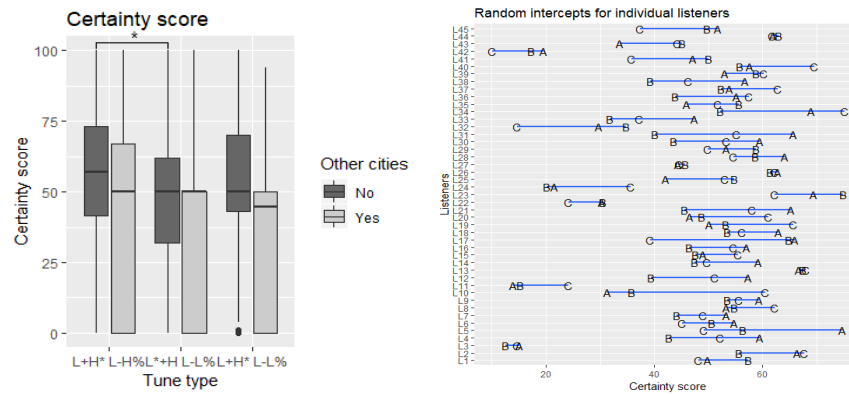 Certainty score
*
100
75
50
25
0
Certainty score
L+H* L-H% L*+H L-L% L+H* L-L%
Tune type
Other cities
No
Yes
Random intercepts for individual listeners
Listeners
L45 C B A
L44
L43 A C B
L42 C B A
L41 C A B
L40 B A C
L39 A B C
L38 B C A
L37 B A C
L36 B A C
L35 A C B
L34 B A C
L33 B C A
L32 C A B
L31 C A
L30 B C A
L29 C A B
L28 B A
L27
L26
L25 C A B
L24 C
L23 C A B
L22 C
L21 B C A
L20 A B C
L19 A B C
L18 B C A
L17 C B A
L16 B C A
L15
L14 B C A
L13
L12 C
L11 A B C
L10 A B C
L9 B C A
L8 A B C
L7 B C A
L6 C B A
L5 C B A
L4 B C A
L3 B C A
L2 B A C
L1 C A B
20 40 60
Certainty score